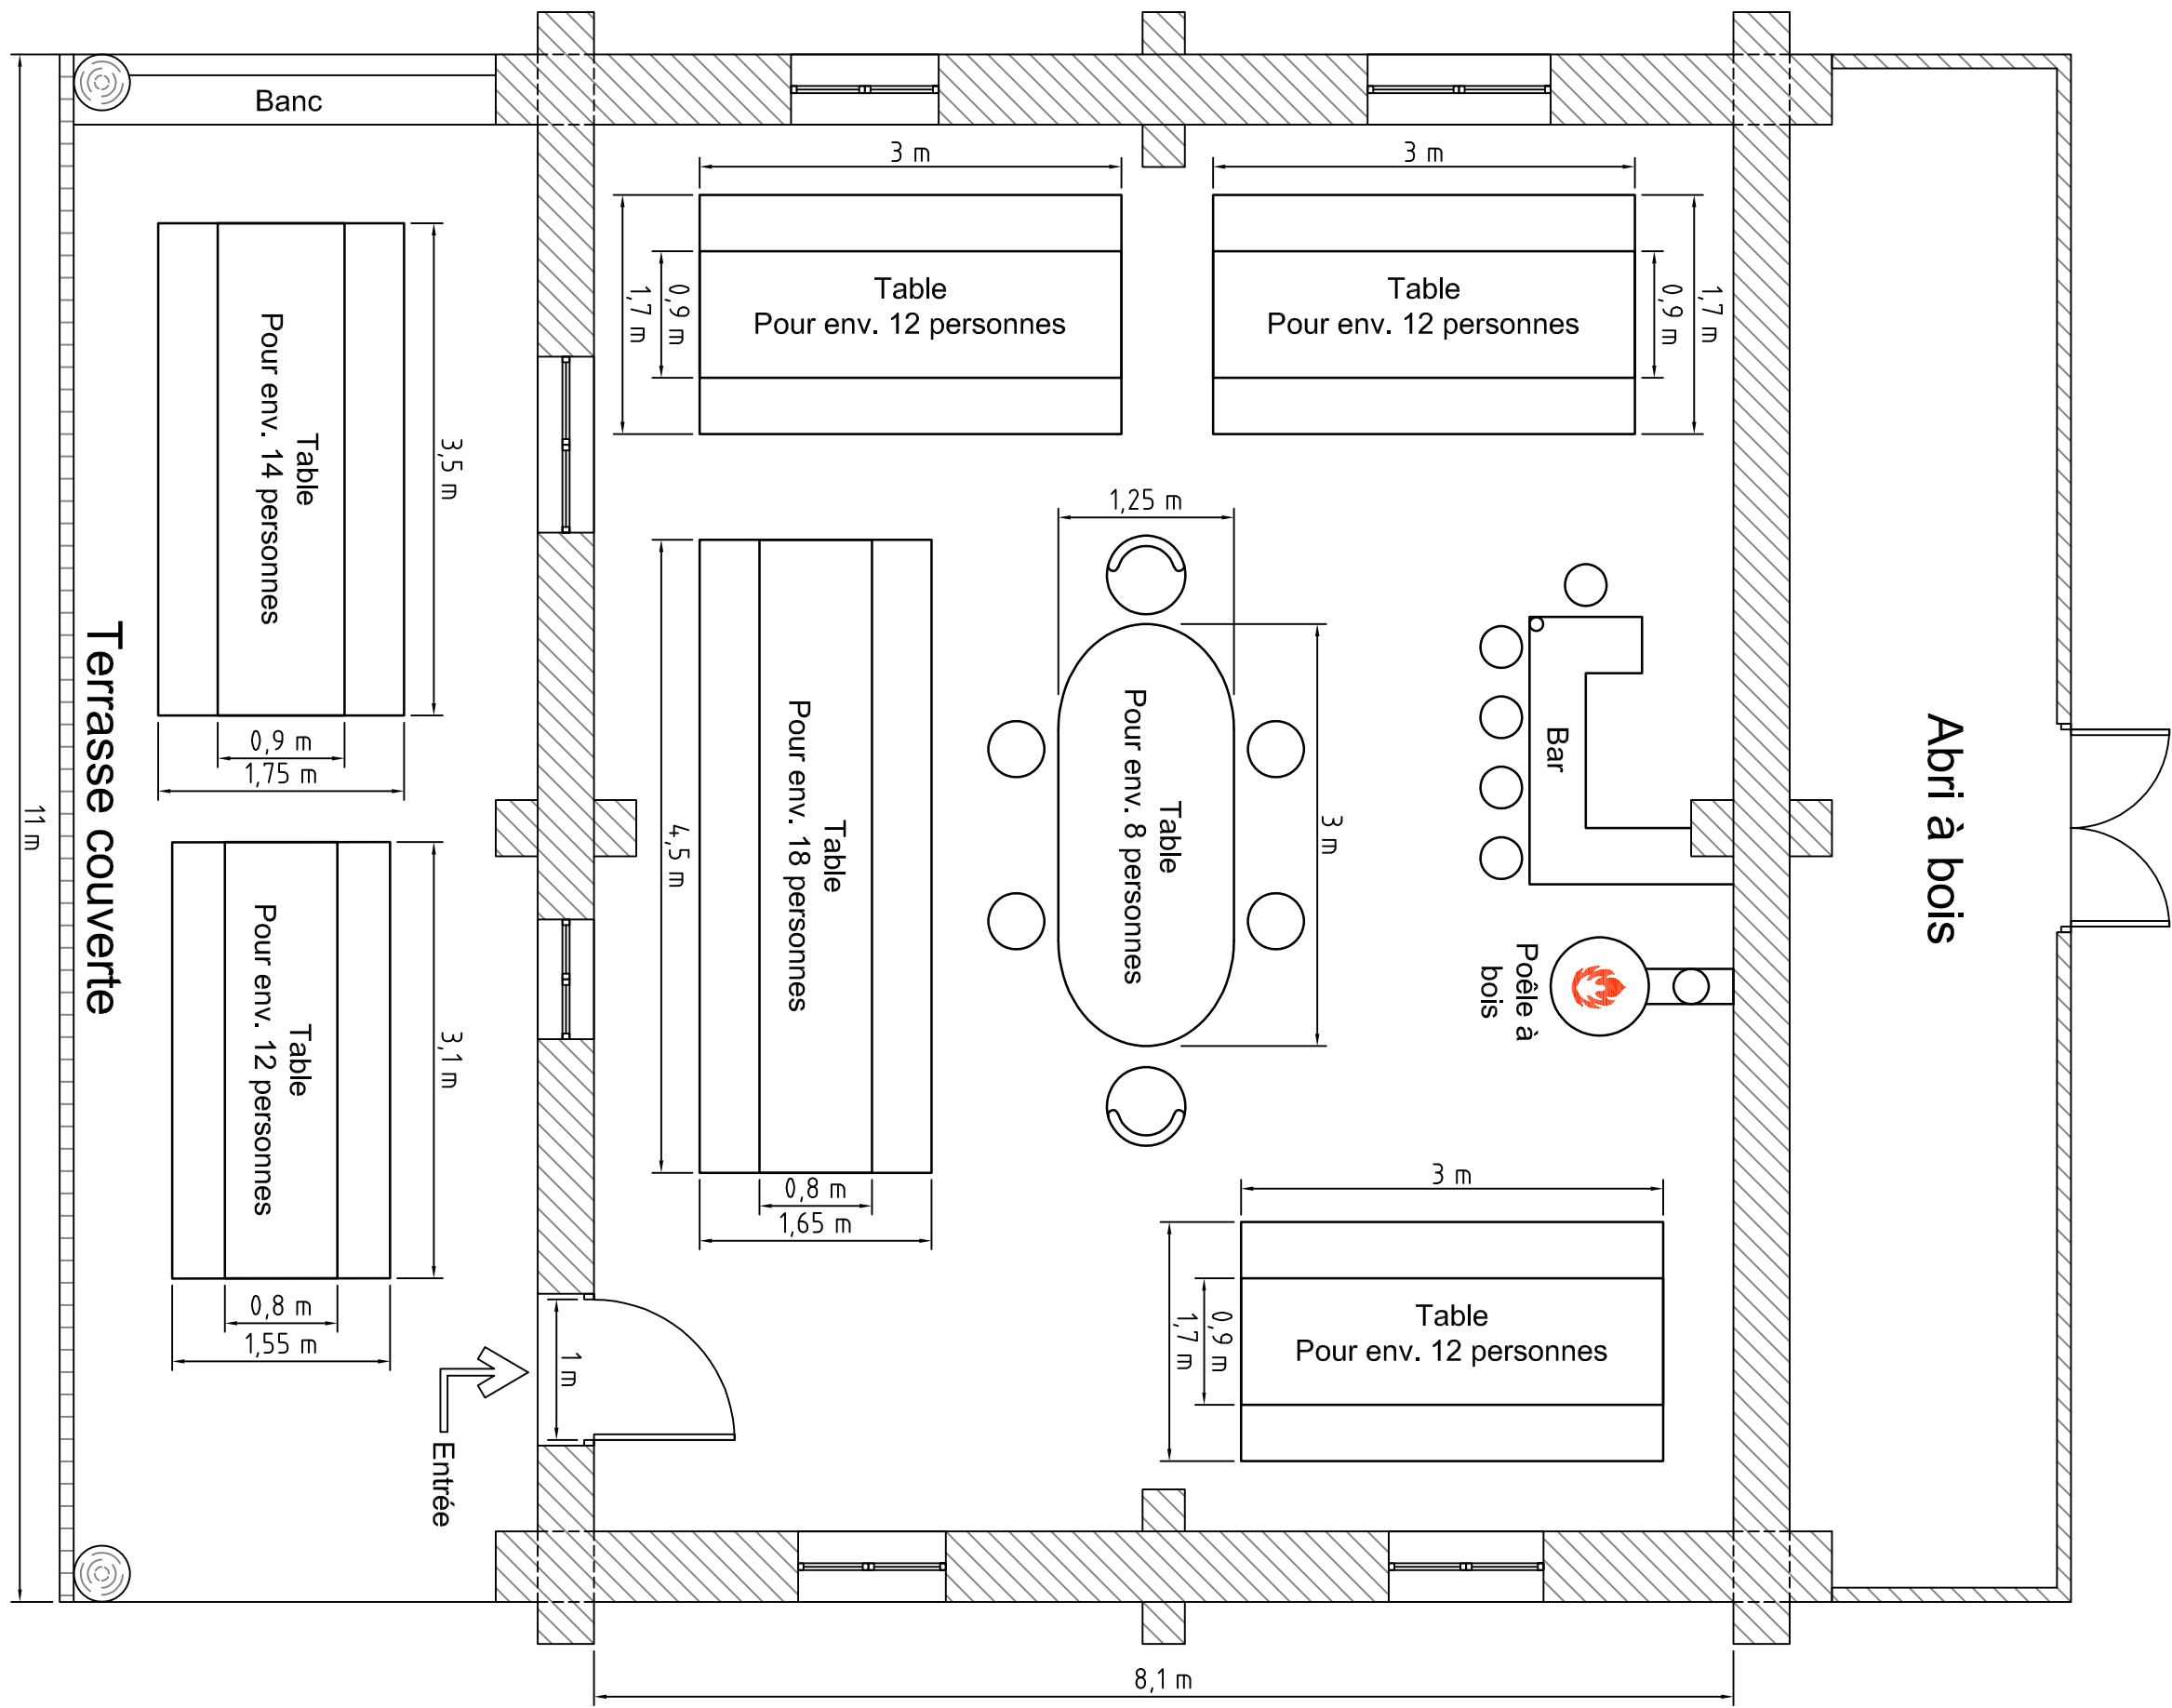 Banc
3 m
3 m
Table
Pour env. 12 personnes
0,9 m
1,7 m
Table
Pour env. 12 personnes
0,9 m
1,7 m
Table
Pour env. 14 personnes
3,5 m
0,9 m
1,75 m
1,25 m
Table
Pour env. 18 personnes
4,5 m
0,8 m
1,65 m
Table
Pour env. 8 personnes
3 m
Bar
Poêle à
bois
Abri à bois
Terrasse couverte
11 m
Table
Pour env. 12 personnes
3,1 m
0,8 m
1,55 m
3 m
Table
Pour env. 12 personnes
0,9 m
1,7 m
1 m
Entrée
8,1 m